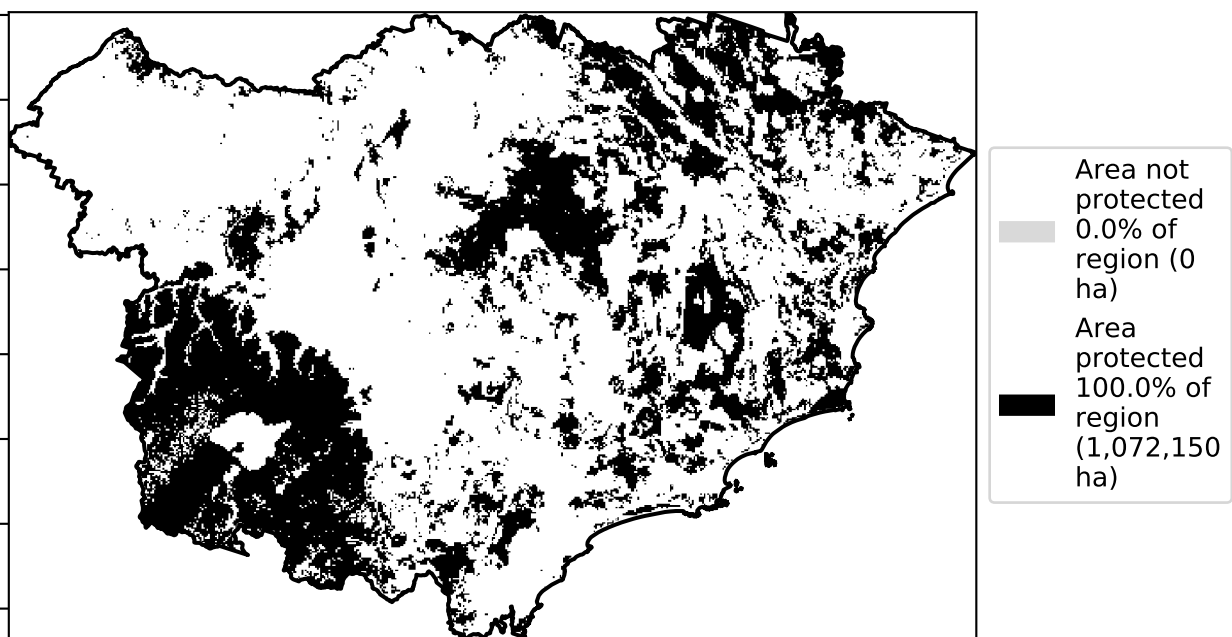 Area not
protected
0.0% of
region (0
ha)
Area
protected
100.0% of
region
(1,072,150
ha)